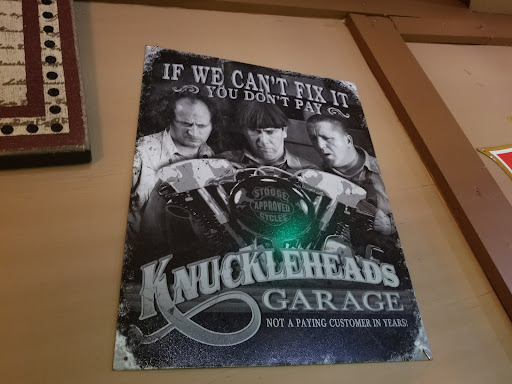 IF WE CAN'T FIX IT
YOU DON'T PAY
STOOGE
APPROVED
CYCLES
KNUCKLEHEADS
GARAGE
NOT A PAYING CUSTOMER IN YEARS!